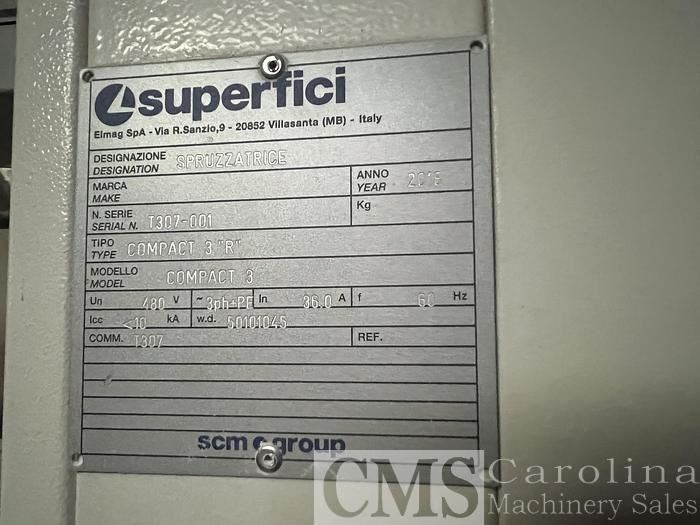 superfici
Elmag SpA - Via R.Sanzio,9 - 20852 Villasanta (MB) - Italy
DESIGNAZIONE
DESIGNATION
SPRUZZATRICE
MARCA
MAKE
ANNO
YEAR
N. SERIE
SERIAL N.
T307-001
Kg
TIPO
TYPE
COMPACT 3 "R"
MODELLO
MODEL
COMPACT 3
Un 480 V ~ 3ph+PE In 36.0 A f 60 Hz
Icc <10 kA w.d. 50101045
COMM. T307 REF.
scm group
CMS Carolina
Machinery Sales